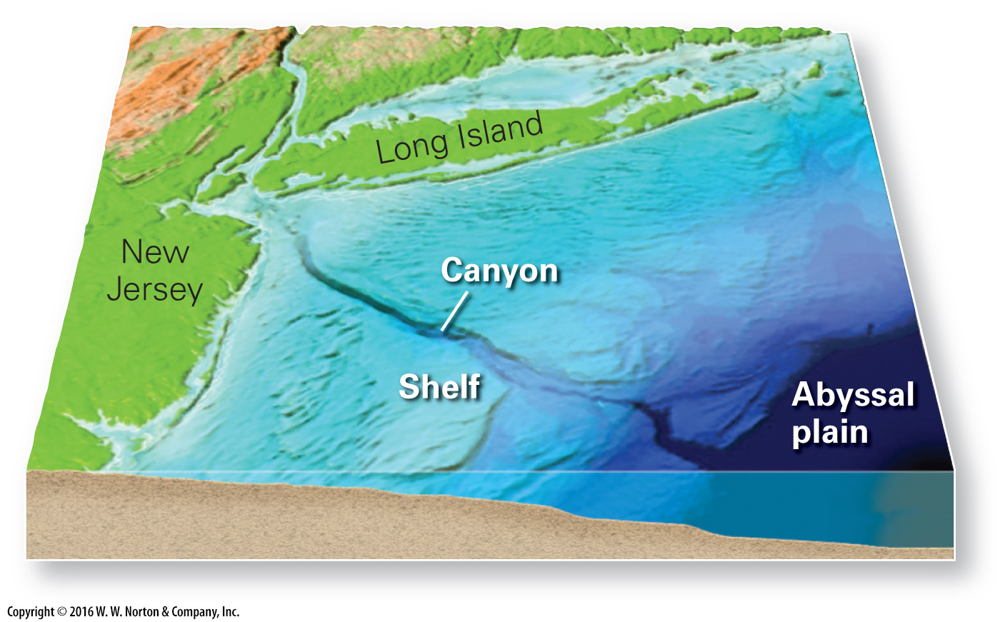 Long Island
New
Jersey
Canyon
Shelf
Abyssal
plain
Copyright © 2016 W. W. Norton & Company, Inc.